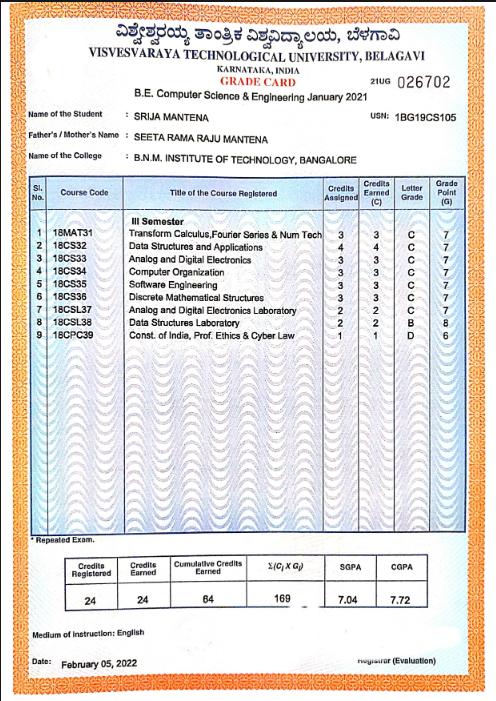 ವಿಶ್ವೇಶ್ವರಯ್ಯ ತಾಂತ್ರಿಕ ವಿಶ್ವವಿದ್ಯಾಲಯ, ಬೆಳಗಾವಿ
VISVESVARAYA TECHNOLOGICAL UNIVERSITY, BELAGAVI
KARNATAKA, INDIA
GRADE CARD 21UG 026702
B.E. Computer Science & Engineering January 2021
Name of the Student : SRIJA MANTENA USN: 1BG19CS105
Father's / Mother's Name : SEETA RAMA RAJU MANTENA
Name of the College : B.N.M. INSTITUTE OF TECHNOLOGY, BANGALORE
Sl. No. Course Code Title of the Course Registered Credits Assigned Credits Earned (C) Letter Grade Grade Point (G)
III Semester
1 18MAT31 Transform Calculus,Fourier Series & Num Tech 3 3 C 7
2 18CS32 Data Structures and Applications 4 4 C 7
3 18CS33 Analog and Digital Electronics 3 3 C 7
4 18CS34 Computer Organization 3 3 C 7
5 18CS35 Software Engineering 3 3 C 7
6 18CS36 Discrete Mathematical Structures 3 3 C 7
7 18CSL37 Analog and Digital Electronics Laboratory 2 2 C 7
8 18CSL38 Data Structures Laboratory 2 2 B 8
9 18CPC39 Const. of India, Prof. Ethics & Cyber Law 1 1 D 6
* Repeated Exam.
Credits Registered Credits Earned Cumulative Credits Earned Σ(Cj X Gj) SGPA CGPA
24 24 64 169 7.04 7.72
Medium of Instruction: English
Date: February 05, 2022 Registrar (Evaluation)